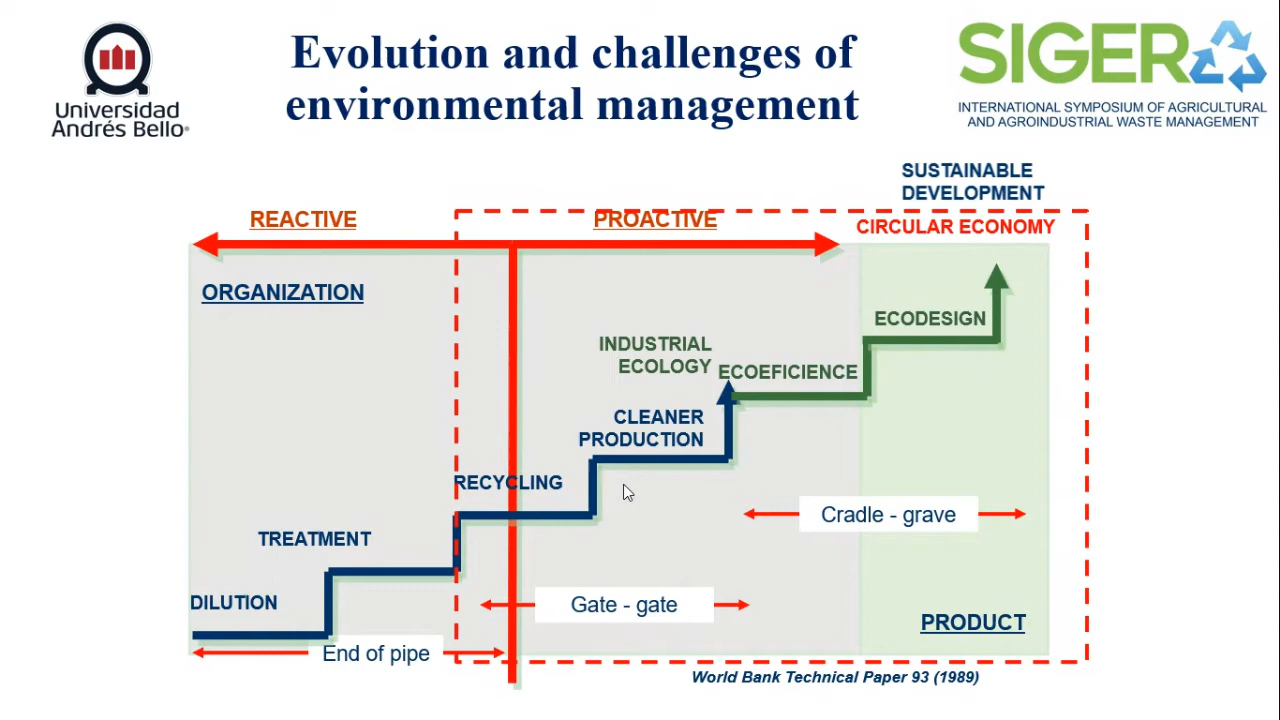 Universidad
Andrés Bello®
Evolution and challenges of
environmental management
SIGERA
INTERNATIONAL SYMPOSIUM OF AGRICULTURAL
AND AGROINDUSTRIAL WASTE MANAGEMENT
SUSTAINABLE
DEVELOPMENT
REACTIVE
PROACTIVE
CIRCULAR ECONOMY
ORGANIZATION
ECODESIGN
INDUSTRIAL
ECOLOGY
ECOEFICIENCE
CLEANER
PRODUCTION
RECYCLING
TREATMENT
DILUTION
Cradle - grave
Gate - gate
PRODUCT
End of pipe
World Bank Technical Paper 93 (1989)